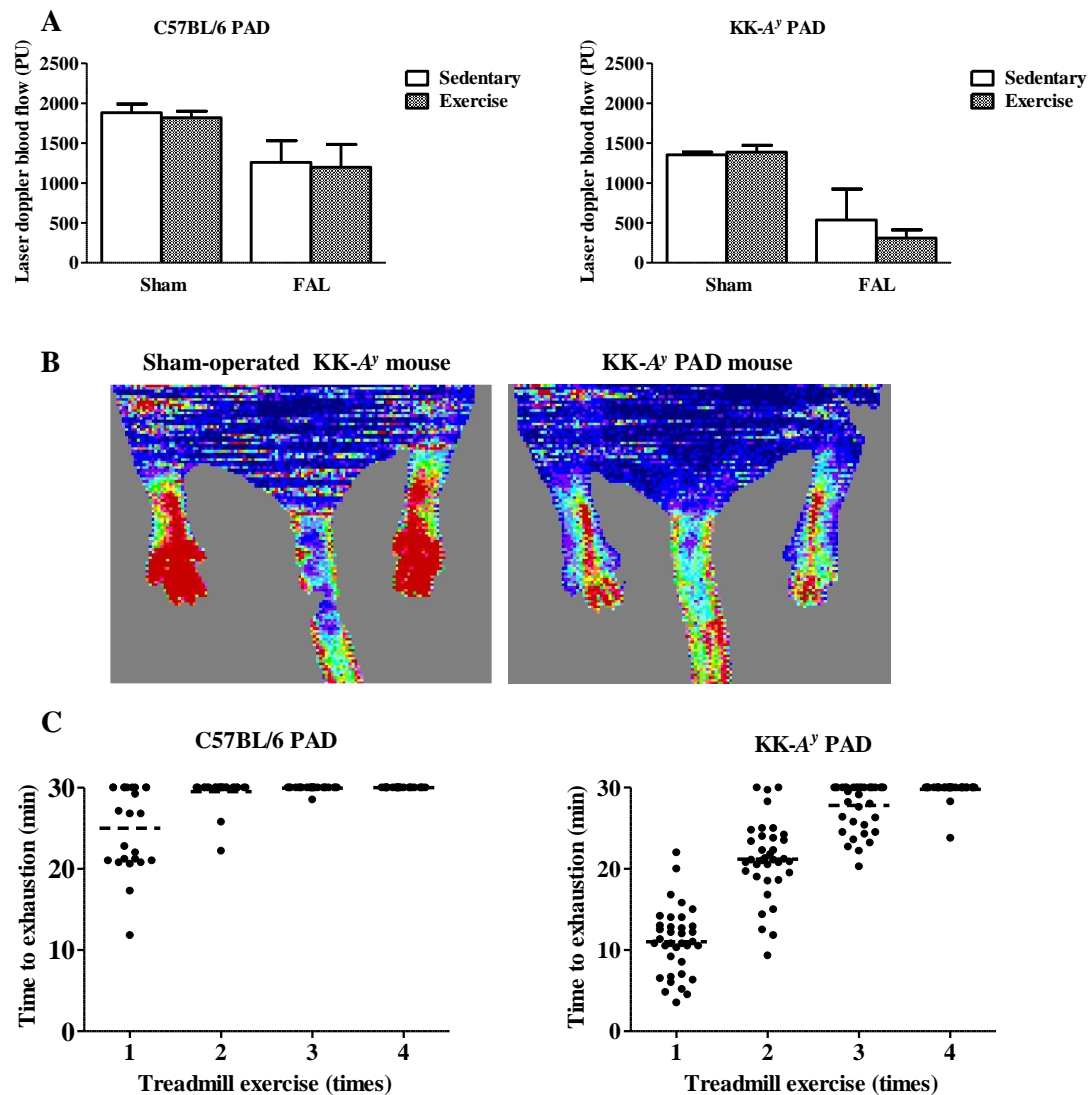 A
C57BL/6 PAD
Laser doppler blood flow (PU)
2500
2000
1500
1000
500
0
Sham
FAL
Sedentary
Exercise
KK-Aʸ PAD
Laser doppler blood flow (PU)
2500
2000
1500
1000
500
0
Sham
FAL
Sedentary
Exercise
B
Sham-operated KK-Aʸ mouse
KK-Aʸ PAD mouse
C
C57BL/6 PAD
Time to exhaustion (min)
30
20
10
0
1 2 3 4
Treadmill exercise (times)
KK-Aʸ PAD
Time to exhaustion (min)
30
20
10
0
1 2 3 4
Treadmill exercise (times)